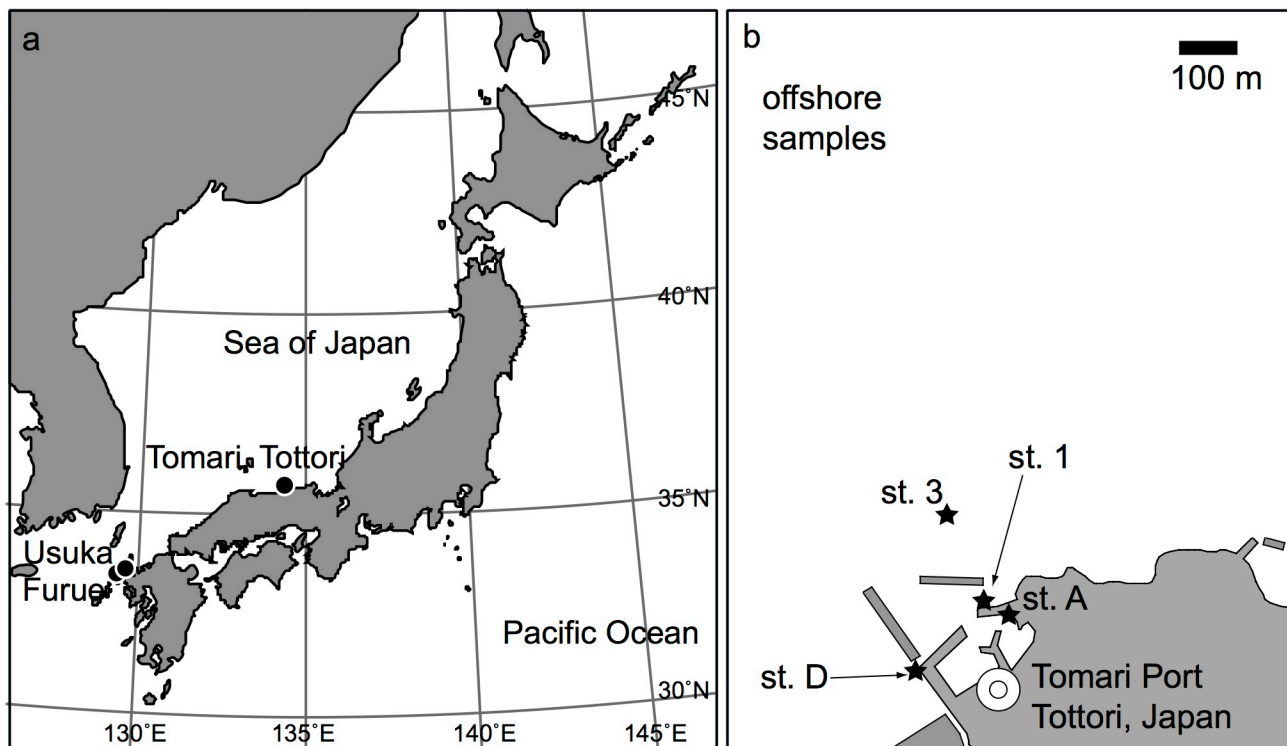 a
45°N
40°N
Sea of Japan
Tomari, Tottori
35°N
Usuka
Furue
Pacific Ocean
30°N
130°E
135°E
140°E
145°E
b
100 m
offshore
samples
st. 1
st. 3
st. A
st. D
Tomari Port
Tottori, Japan